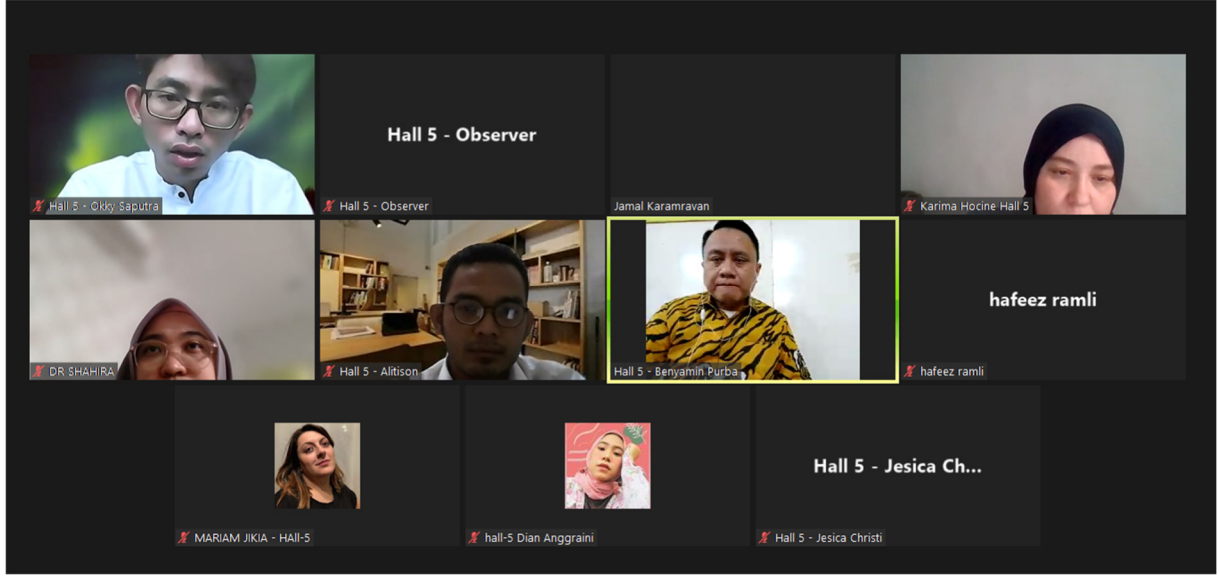 Hall 5 - Okky Saputra
Hall 5 - Observer
Hall 5 - Observer
Jamal Karamravan
Karima Hocine Hall 5
DR SHAHIRA
Hall 5 - Alitison
Hall 5 - Benyamin Purba
hafeez ramli
hafeez ramli
MARIAM JIKIA - HAll-5
hall-5 Dian Anggraini
Hall 5 - Jesica Ch...
Hall 5 - Jesica Christi